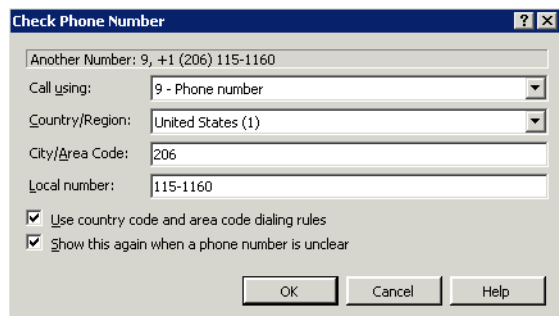 Check Phone Number
Another Number: 9, +1 (206) 115-1160
Call using: 9 - Phone number
Country/Region: United States (1)
City/Area Code: 206
Local number: 115-1160
Use country code and area code dialing rules
Show this again when a phone number is unclear
OK Cancel Help